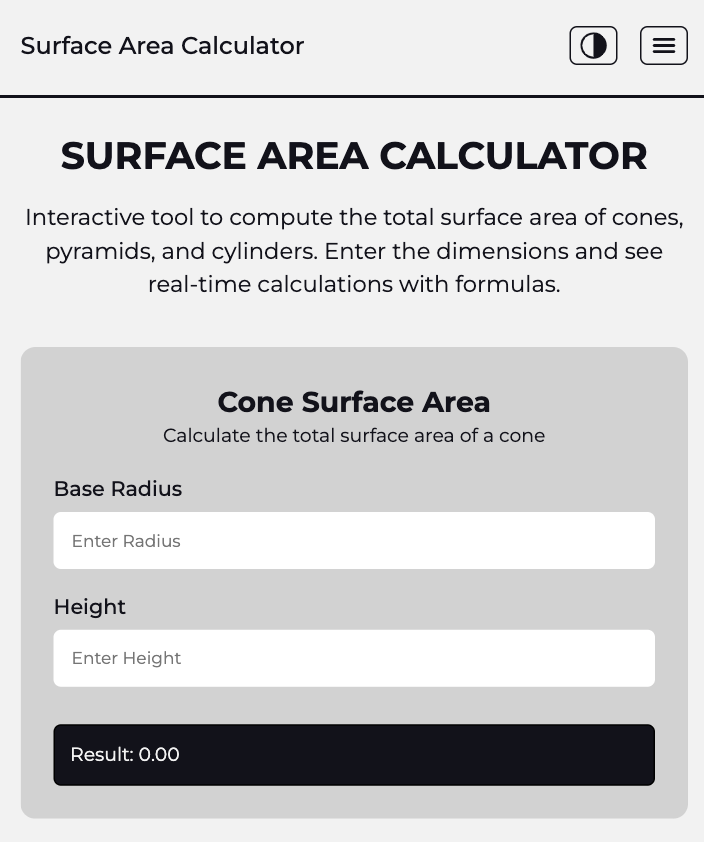 Surface Area Calculator
SURFACE AREA CALCULATOR
Interactive tool to compute the total surface area of cones,
pyramids, and cylinders. Enter the dimensions and see
real-time calculations with formulas.
Cone Surface Area
Calculate the total surface area of a cone
Base Radius
Enter Radius
Height
Enter Height
Result: 0.00